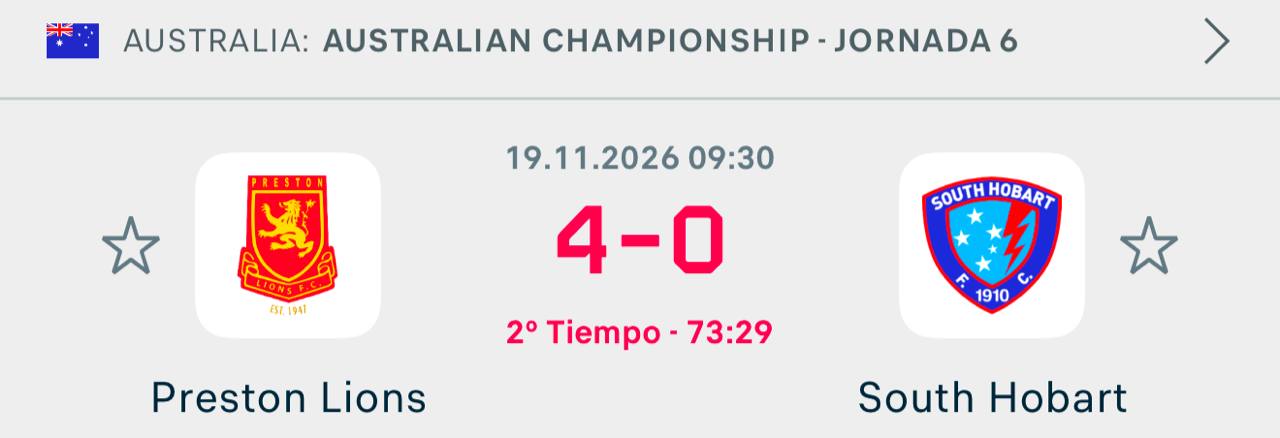 AUSTRALIA: AUSTRALIAN CHAMPIONSHIP - JORNADA 6
19.11.2026 09:30
4-0
2º Tiempo - 73:29
PRESTON
LIONS F.C.
EST. 1947
Preston Lions
SOUTH HOBART
F. C.
1910
South Hobart